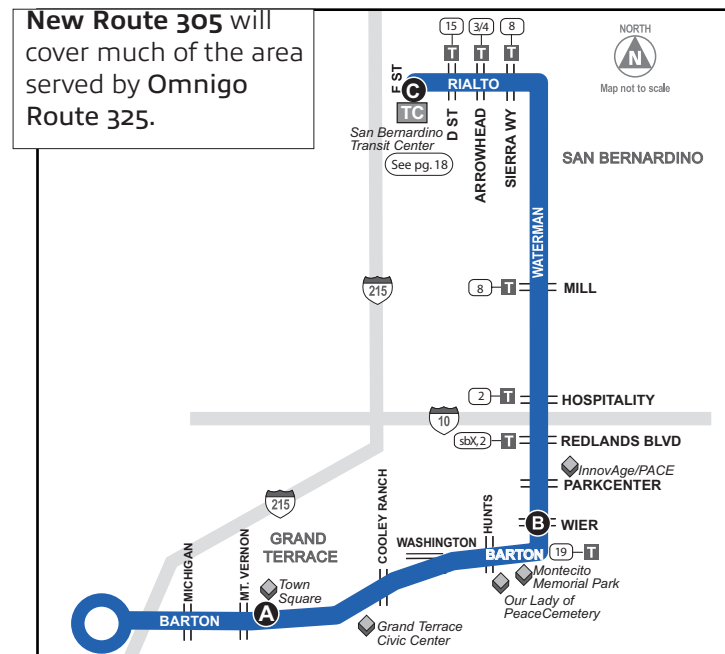 New Route 305 will
cover much of the area
served by Omnigo
Route 325.
NORTH
N
Map not to scale
15
3/4
8
T
T
T
F ST
C
RIALTO
TC
San Bernardino
Transit Center
See pg. 18
D ST
ARROWHEAD
SIERRA WY
SAN BERNARDINO
WATERMAN
215
8
T
MILL
2
T
HOSPITALITY
10
sbX, 2
T
REDLANDS BLVD
InnovAge/PACE
PARKCENTER
215
GRAND
TERRACE
COOLEY RANCH
WASHINGTON
HUNTS
B
WIER
BARTON
19
T
MICHIGAN
MT. VERNON
Town
Square
Montecito
Memorial Park
Our Lady of
PeaceCemetery
A
BARTON
Grand Terrace
Civic Center